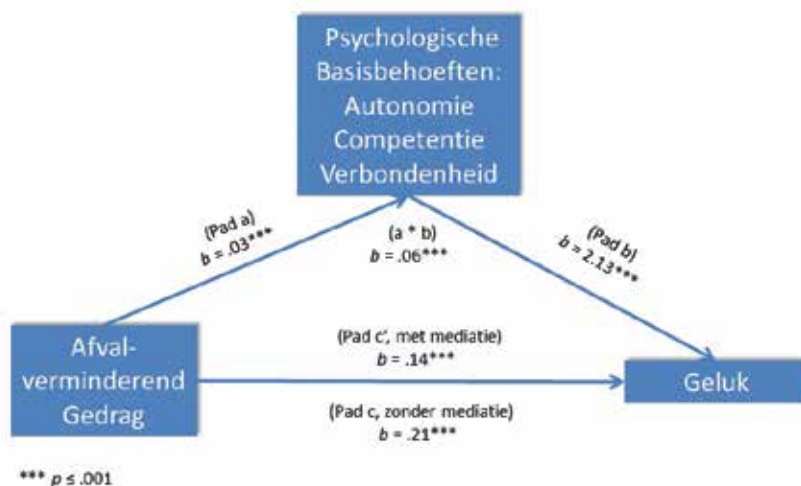 Psychologische
Basisbehoeften:
Autonomie
Competentie
Verbondenheid
(Pad a)
b = .03***
(a * b)
b = .06***
(Pad b)
b = 2.13***
Afval-
verminderend
Gedrag
(Pad c', met mediatie)
b = .14***
(Pad c, zonder mediatie)
b = .21***
Geluk
*** p ≤ .001